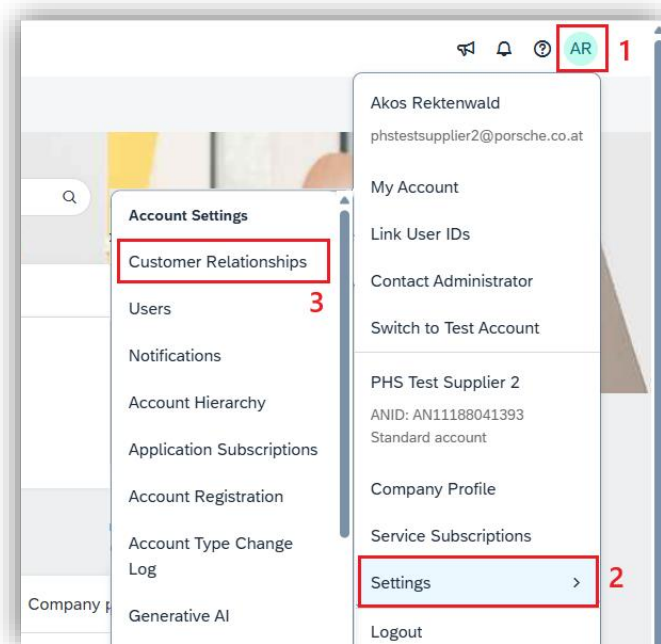 AR
1
Akos Rektenwald
phstestsupplier2@porsche.co.at
My Account
Link User IDs
Contact Administrator
Switch to Test Account
PHS Test Supplier 2
ANID: AN11188041393
Standard account
Company Profile
Service Subscriptions
Settings
2
Logout
Account Settings
Customer Relationships
3
Users
Notifications
Account Hierarchy
Application Subscriptions
Account Registration
Account Type Change
Log
Generative AI
Company